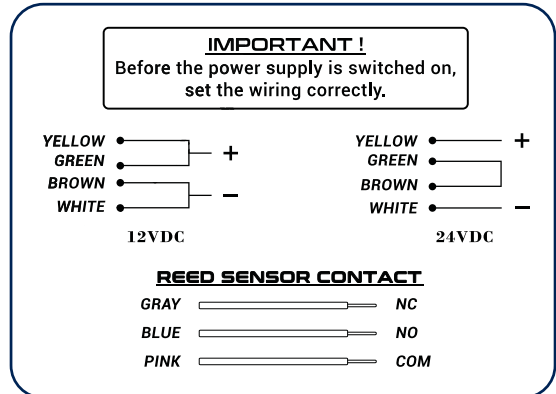 IMPORTANT !
Before the power supply is switched on,
set the wiring correctly.
YELLOW
GREEN
BROWN
WHITE
+
−
12VDC
YELLOW
GREEN
BROWN
WHITE
+
−
24VDC
REED SENSOR CONTACT
GRAY NC
BLUE NO
PINK COM